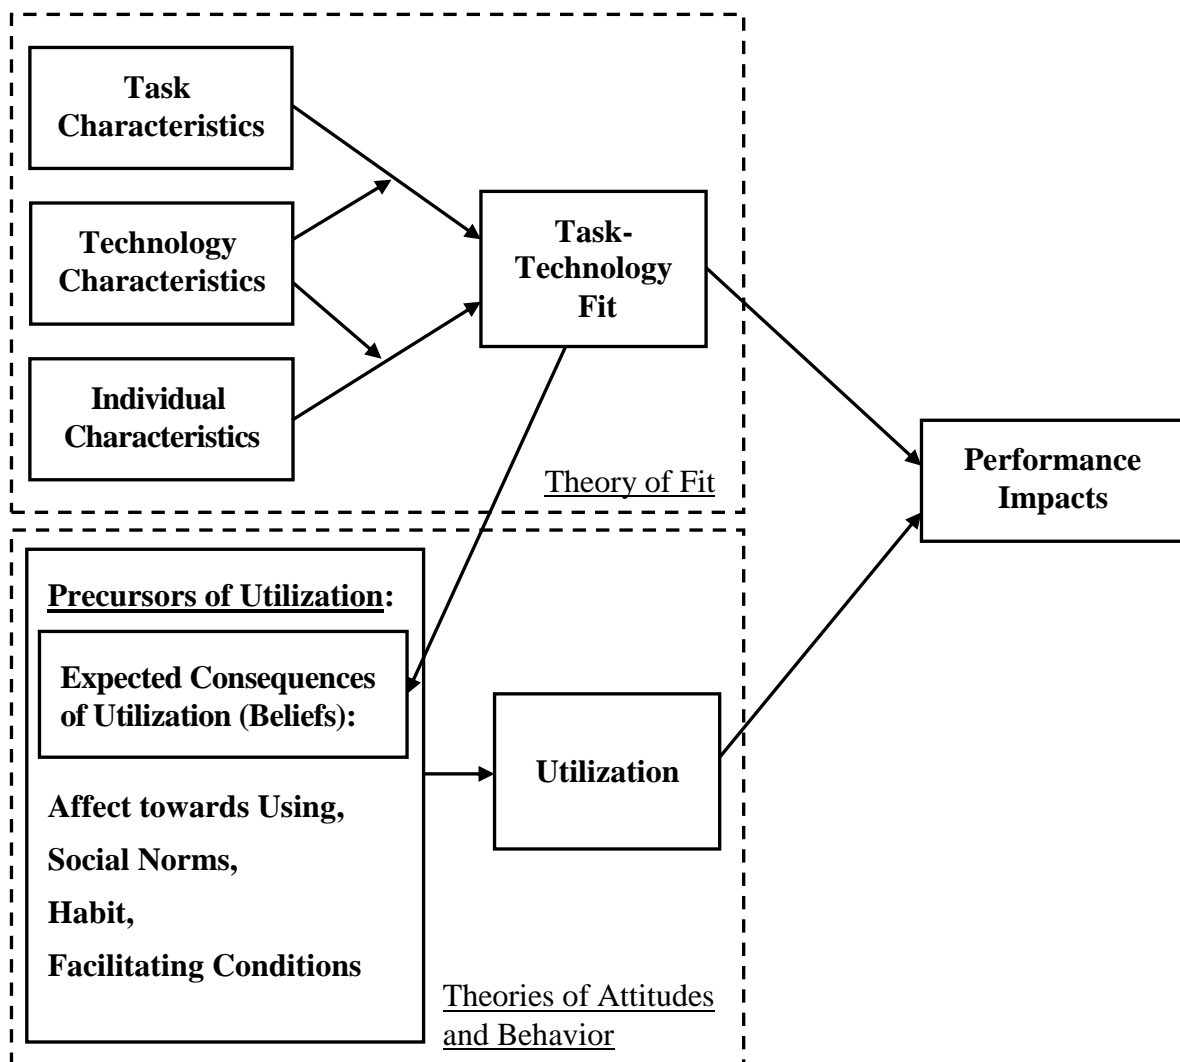 Task
Characteristics
Technology
Characteristics
Individual
Characteristics
Task-
Technology
Fit
Theory of Fit
Performance
Impacts
Precursors of Utilization:
Expected Consequences
of Utilization (Beliefs):
Affect towards Using,
Social Norms,
Habit,
Facilitating Conditions
Utilization
Theories of Attitudes
and Behavior